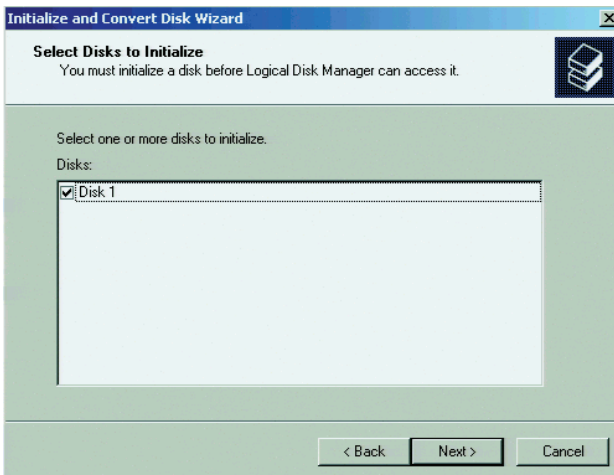 Initialize and Convert Disk Wizard
Select Disks to Initialize
You must initialize a disk before Logical Disk Manager can access it.
Select one or more disks to initialize.
Disks:
Disk 1
< Back
Next >
Cancel